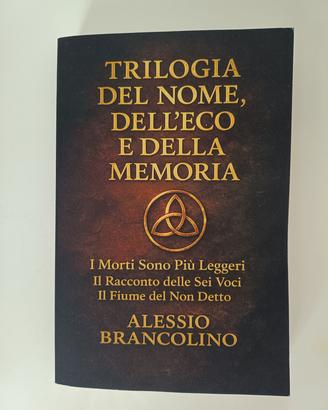 TRILOGIA
DEL NOME,
DELL'ECO
E DELLA
MEMORIA
I Morti Sono Più Leggeri
Il Racconto delle Sei Voci
Il Fiume del Non Detto
ALESSIO
BRANCOLINO